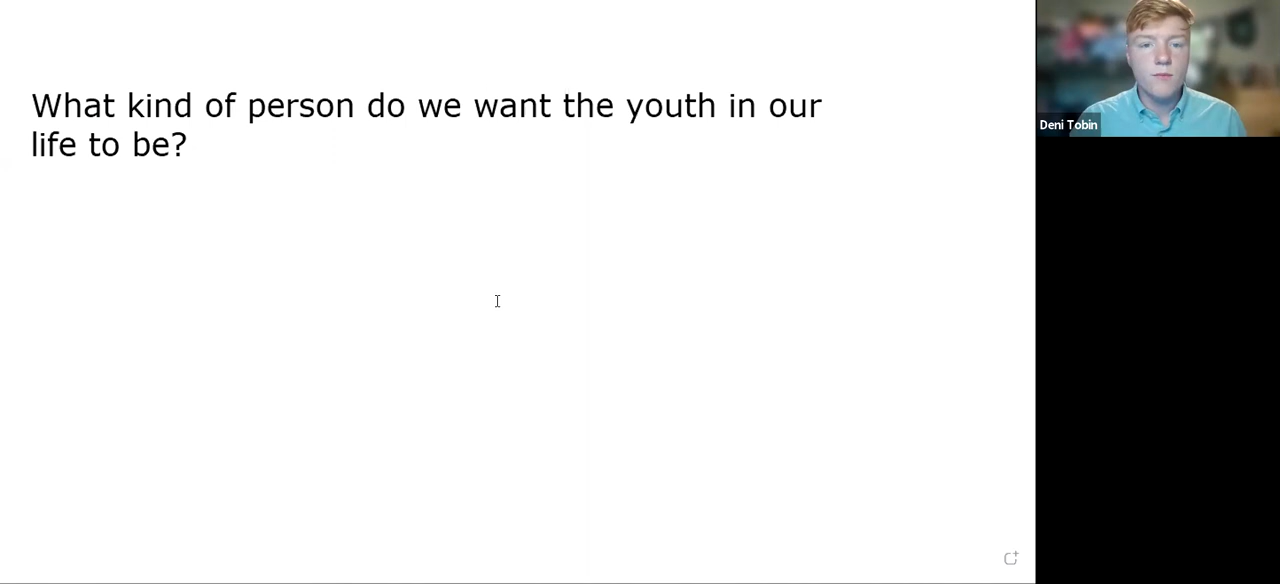 What kind of person do we want the youth in our
life to be?
Deni Tobin